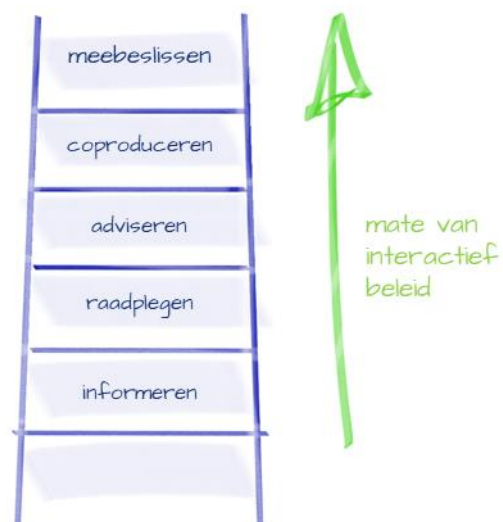 meebeslissen
coproduceren
adviseren
raadplegen
informeren
mate van
interactief
beleid